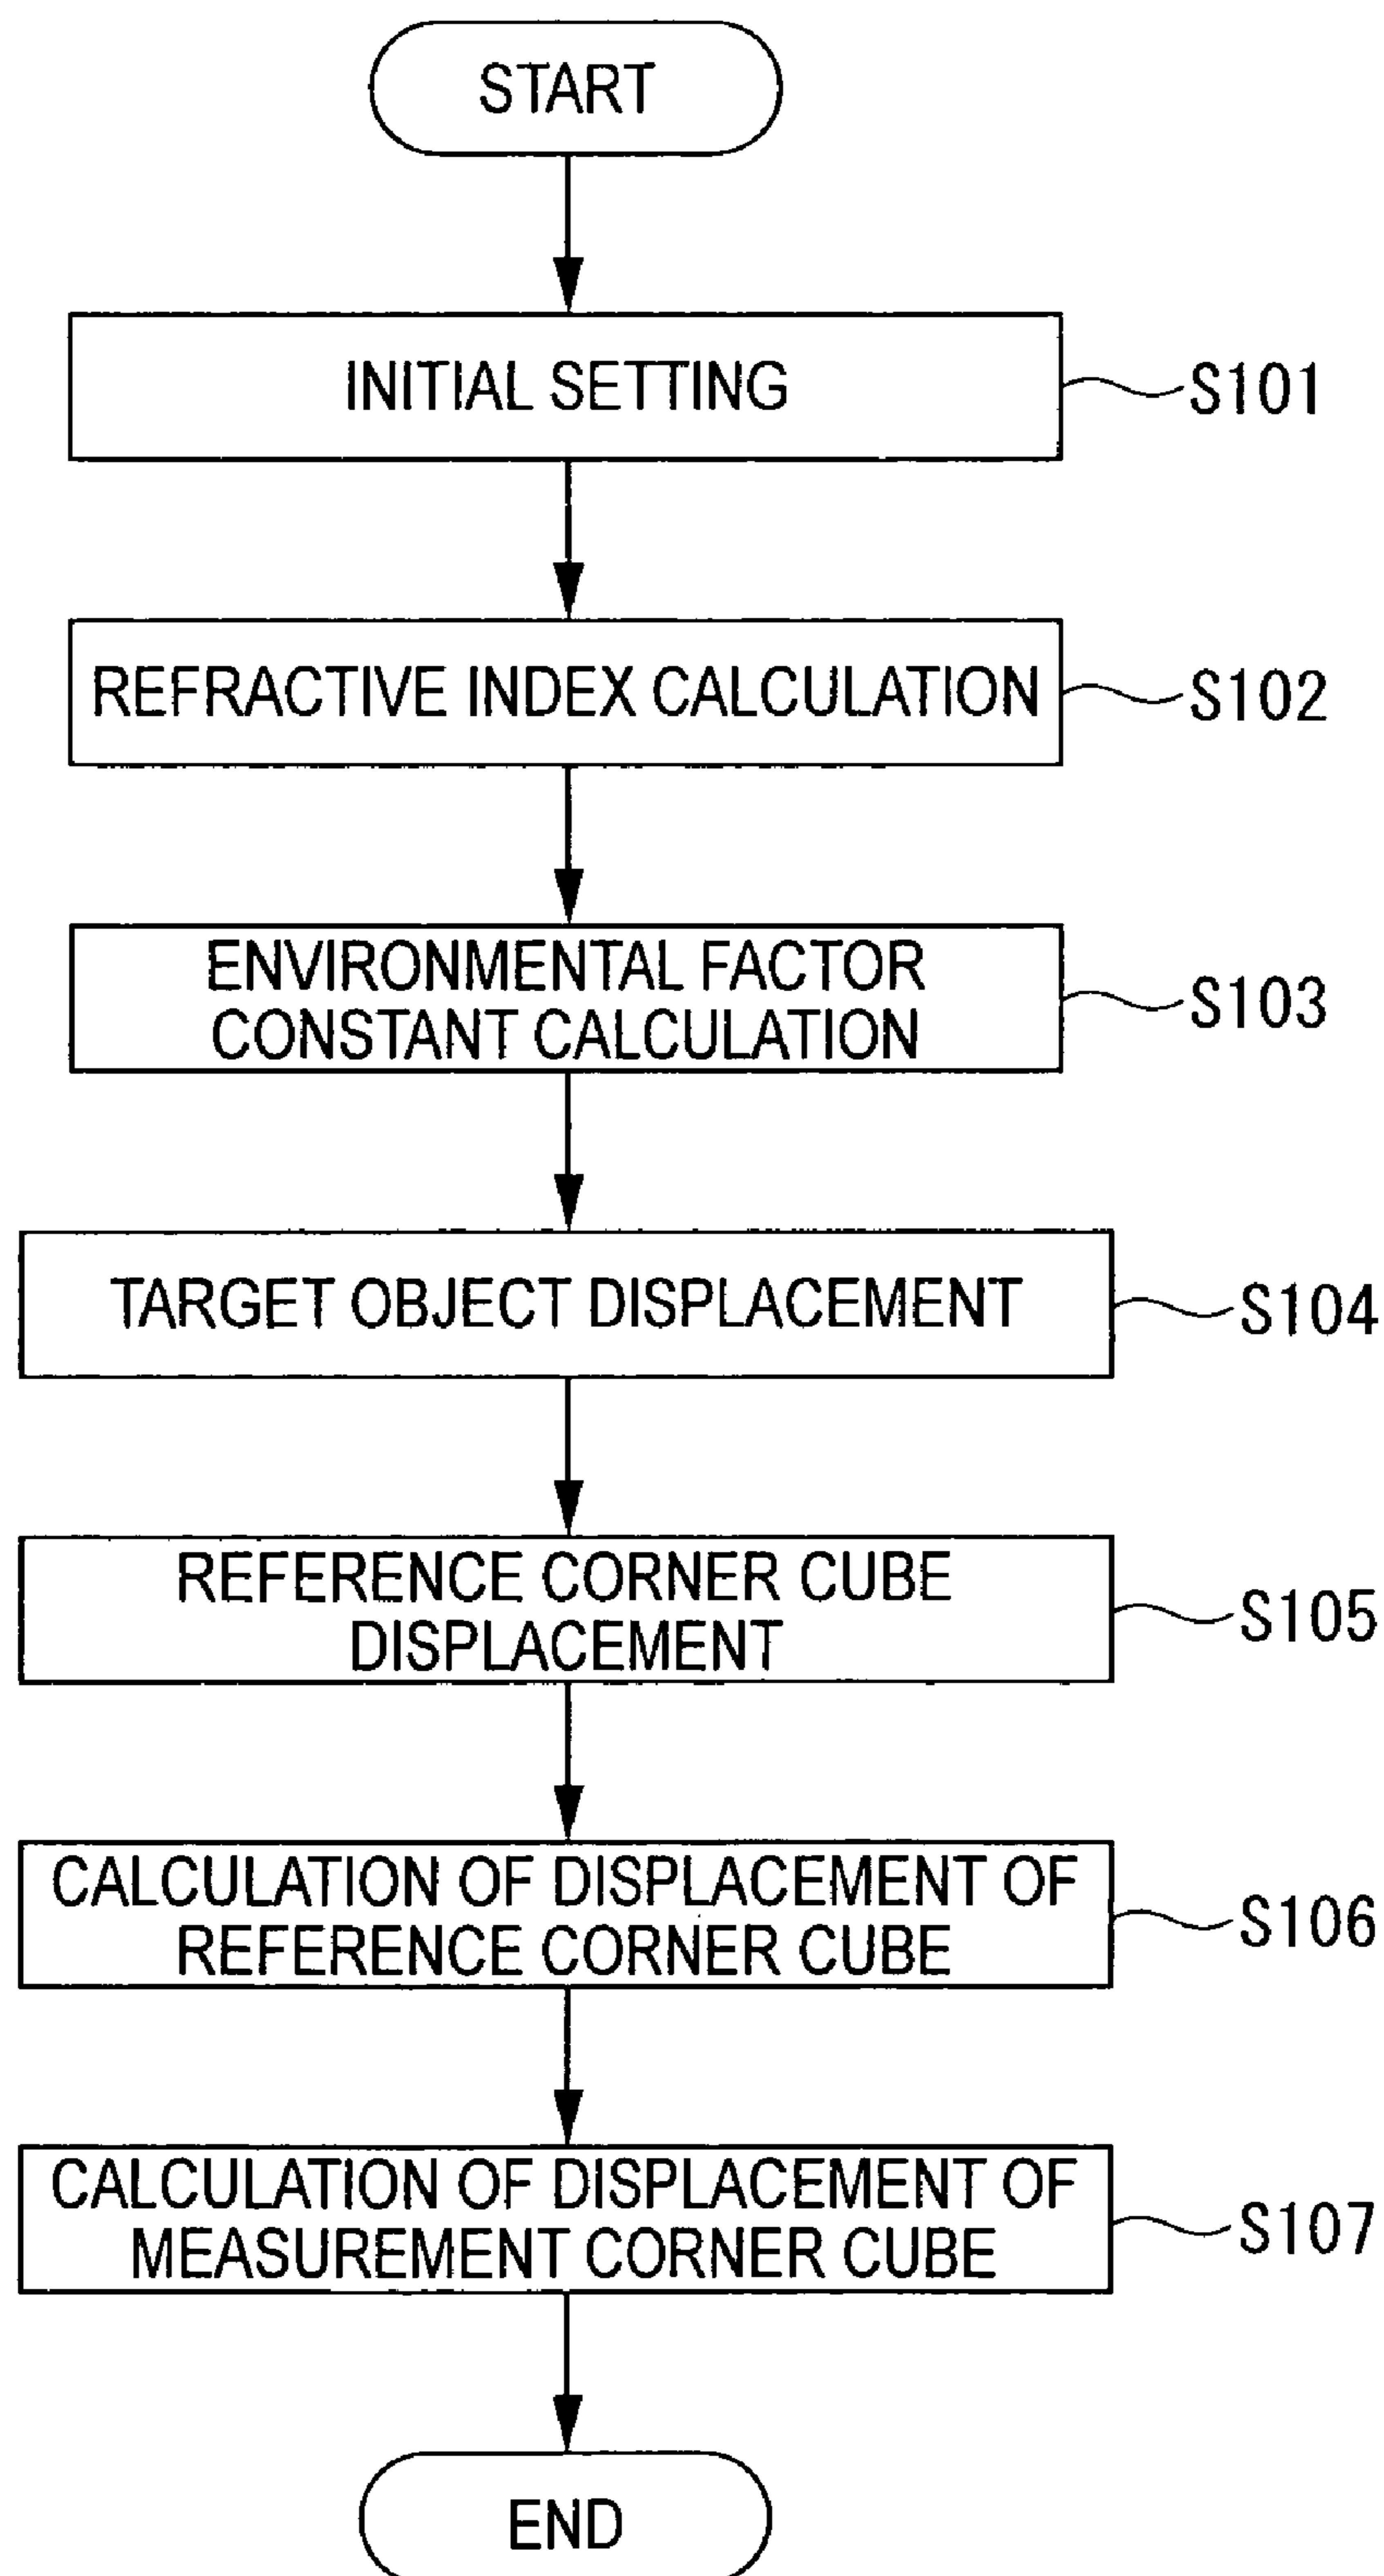 START
INITIAL SETTING
S101
REFRACTIVE INDEX CALCULATION
S102
ENVIRONMENTAL FACTOR
CONSTANT CALCULATION
S103
TARGET OBJECT DISPLACEMENT
S104
REFERENCE CORNER CUBE
DISPLACEMENT
S105
CALCULATION OF DISPLACEMENT OF
REFERENCE CORNER CUBE
S106
CALCULATION OF DISPLACEMENT OF
MEASUREMENT CORNER CUBE
S107
END